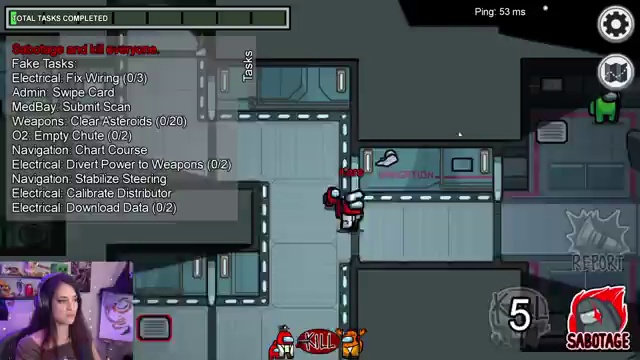 TOTAL TASKS COMPLETED
Ping: 53 ms
Sabotage and kill everyone.
Fake Tasks:
Electrical: Fix Wiring (0/3)
Admin: Swipe Card
MedBay: Submit Scan
Weapons: Clear Asteroids (0/20)
O2: Empty Chute (0/2)
Navigation: Chart Course
Electrical: Divert Power to Weapons (0/2)
Navigation: Stabilize Steering
Electrical: Calibrate Distributor
Electrical: Download Data (0/2)
Tasks
NAVIGATION
REPORT
KILL
5
SABOTAGE
KILL